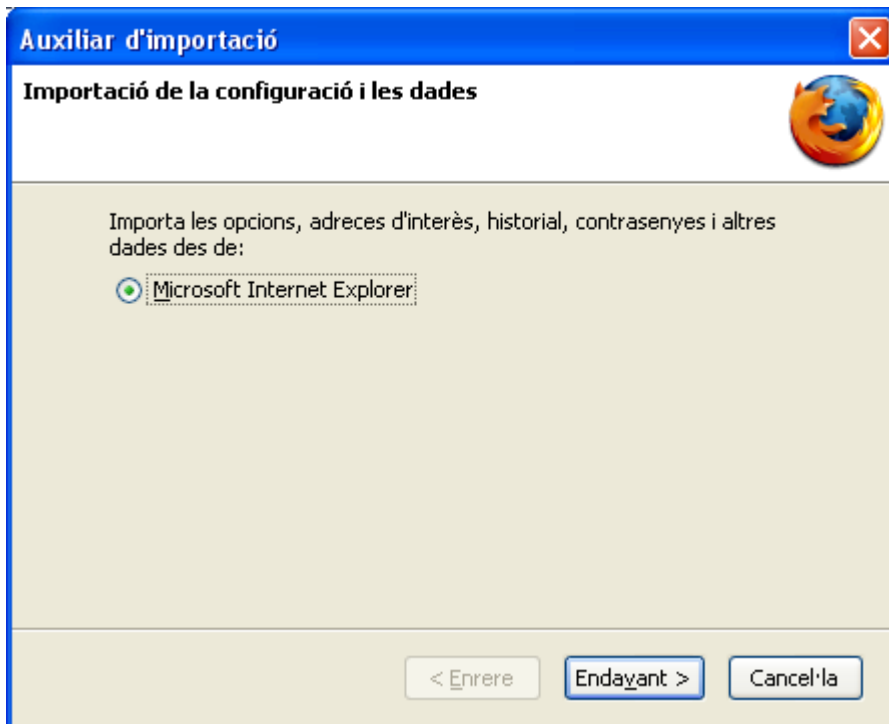 Auxiliar d'importació
Importació de la configuració i les dades
Importa les opcions, adreces d'interès, historial, contrasenyes i altres
dades des de:
Microsoft Internet Explorer
< Enrere
Endavant >
Cancel·la